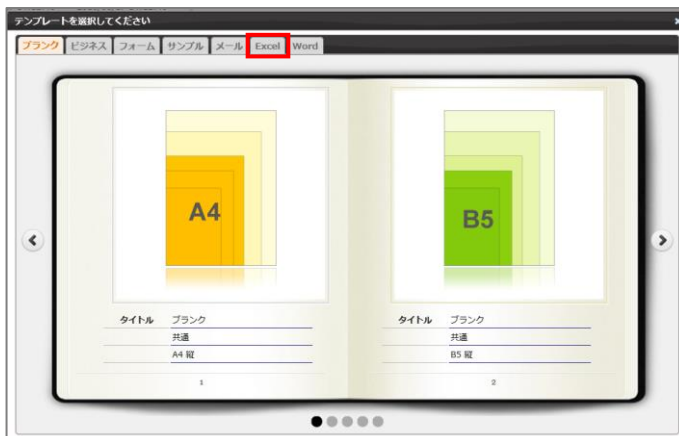 テンプレートを選択してください
ブランク ビジネス フォーム サンプル メール Excel Word
A4
B5
タイトル ブランク
共通
A4 縦
1
タイトル ブランク
共通
B5 縦
2